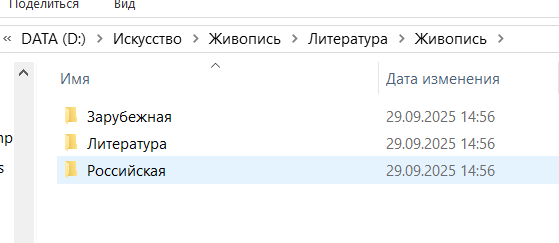 Поделиться Вид
« DATA (D:) > Искусство > Живопись > Литература > Живопись >
Имя Дата изменения
Зарубежная 29.09.2025 14:56
Литература 29.09.2025 14:56
Российская 29.09.2025 14:56